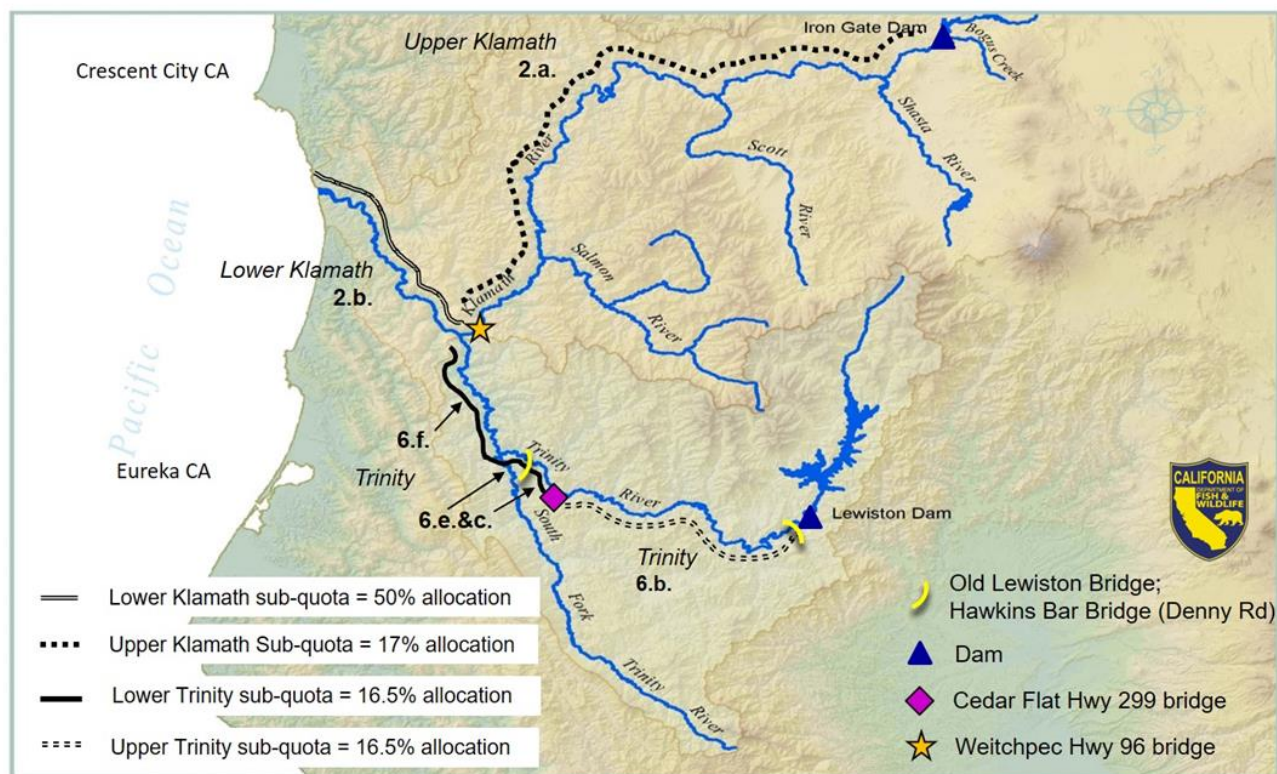 Iron Gate Dam
Bogus Creek
Upper Klamath
2.a.
Crescent City CA
River
Scott
River
Shasta
River
Pacific Ocean
Lower Klamath
2.b.
Klamath
Salmon
River
6.f.
Trinity
Eureka CA
Trinity
River
6.e.&c.
South
Fork
Trinity
River
Lewiston Dam
Trinity
6.b.
CALIFORNIA
DEPARTMENT OF
FISH &
WILDLIFE
Lower Klamath sub-quota = 50% allocation
Upper Klamath Sub-quota = 17% allocation
Lower Trinity sub-quota = 16.5% allocation
Upper Trinity sub-quota = 16.5% allocation
Old Lewiston Bridge;
Hawkins Bar Bridge (Denny Rd)
Dam
Cedar Flat Hwy 299 bridge
Weitchpec Hwy 96 bridge